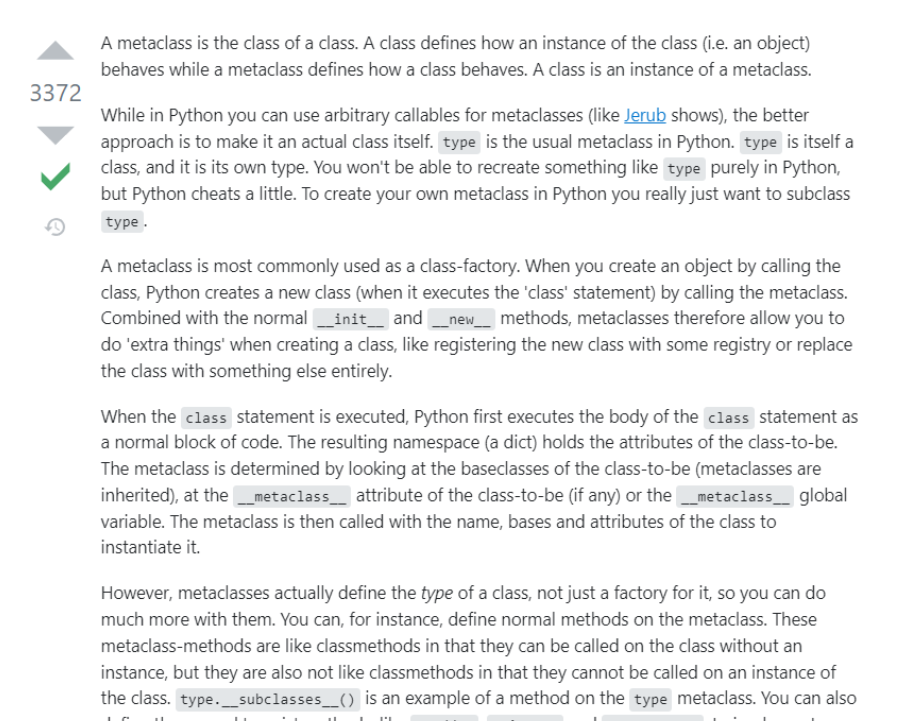 A metaclass is the class of a class. A class defines how an instance of the class (i.e. an object)
behaves while a metaclass defines how a class behaves. A class is an instance of a metaclass.
3372
While in Python you can use arbitrary callables for metaclasses (like Jerub shows), the better
approach is to make it an actual class itself. type is the usual metaclass in Python. type is itself a
class, and it is its own type. You won't be able to recreate something like type purely in Python,
but Python cheats a little. To create your own metaclass in Python you really just want to subclass
type.
A metaclass is most commonly used as a class-factory. When you create an object by calling the
class, Python creates a new class (when it executes the 'class' statement) by calling the metaclass.
Combined with the normal __init__ and __new__ methods, metaclasses therefore allow you to
do 'extra things' when creating a class, like registering the new class with some registry or replace
the class with something else entirely.
When the class statement is executed, Python first executes the body of the class statement as
a normal block of code. The resulting namespace (a dict) holds the attributes of the class-to-be.
The metaclass is determined by looking at the baseclasses of the class-to-be (metaclasses are
inherited), at the __metaclass__ attribute of the class-to-be (if any) or the __metaclass__ global
variable. The metaclass is then called with the name, bases and attributes of the class to
instantiate it.
However, metaclasses actually define the type of a class, not just a factory for it, so you can do
much more with them. You can, for instance, define normal methods on the metaclass. These
metaclass-methods are like classmethods in that they can be called on the class without an
instance, but they are also not like classmethods in that they cannot be called on an instance of
the class. type.__subclasses__() is an example of a method on the type metaclass. You can also